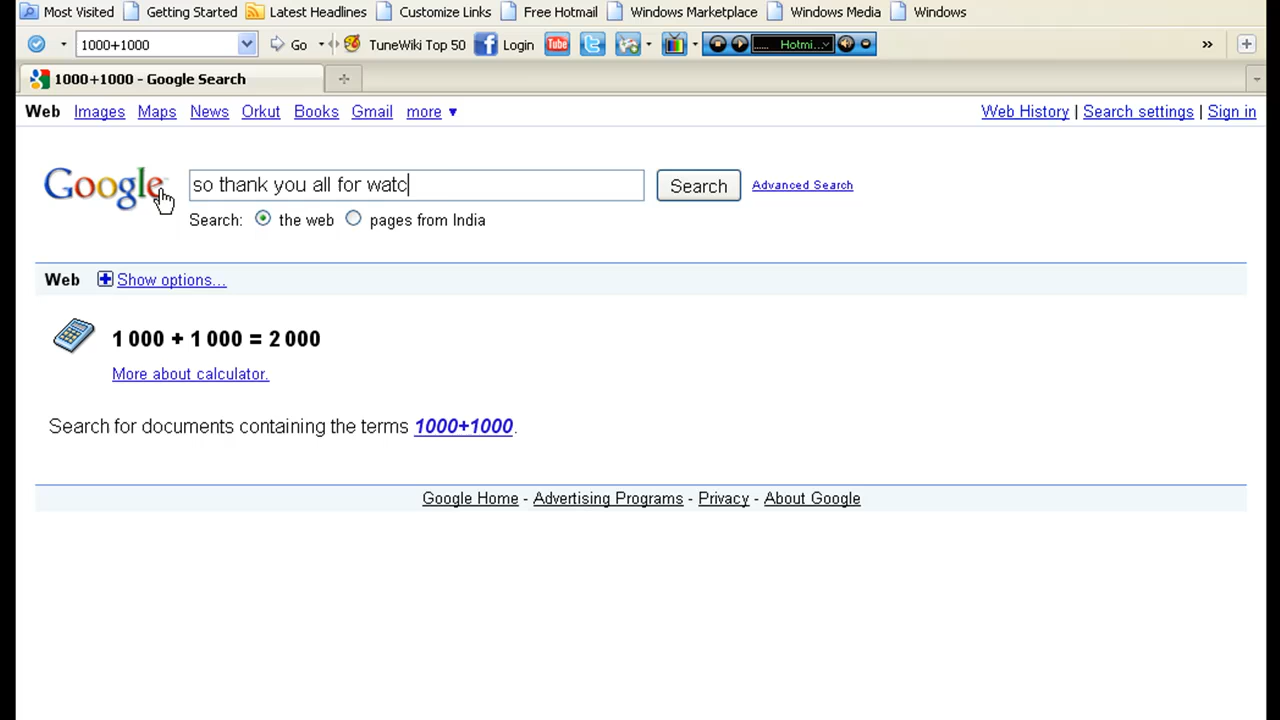 Most Visited Getting Started Latest Headlines Customize Links Free Hotmail Windows Marketplace Windows Media Windows
1000+1000 Go TuneWiki Top 50 Login You Tube t ...... Hotmi... »
1000+1000 - Google Search
Web Images Maps News Orkut Books Gmail more ▼ Web History | Search settings | Sign in
Google so thank you all for watc Search Advanced Search
Search: the web pages from India
Web Show options...
1 000 + 1 000 = 2 000
More about calculator.
Search for documents containing the terms 1000+1000.
Google Home - Advertising Programs - Privacy - About Google